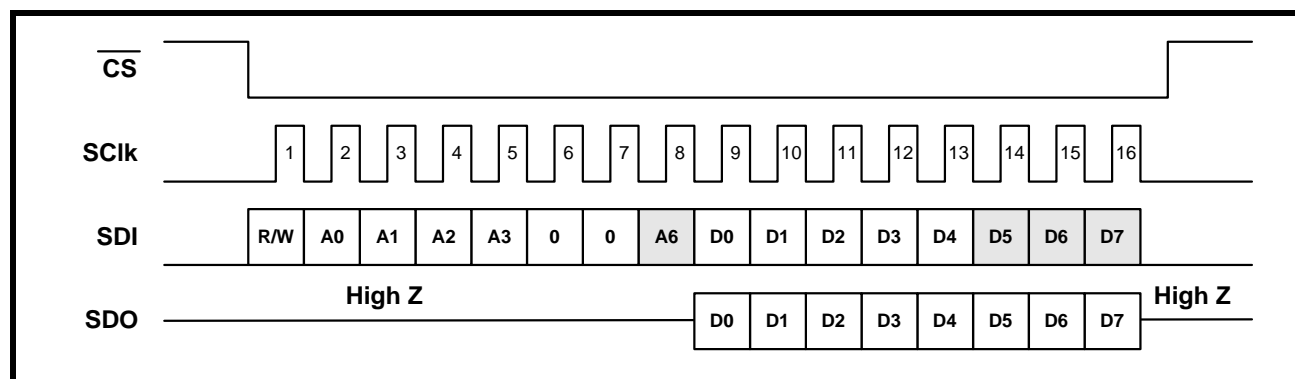 CS
SClk 1 2 3 4 5 6 7 8 9 10 11 12 13 14 15 16
SDI R/W A0 A1 A2 A3 0 0 A6 D0 D1 D2 D3 D4 D5 D6 D7
High Z High Z
SDO D0 D1 D2 D3 D4 D5 D6 D7